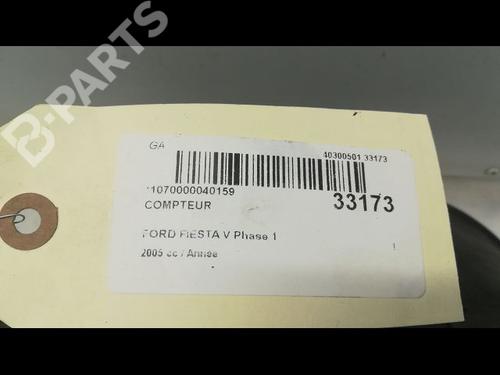 B-PARTS
GA
40300501 33173
11070000040159
33173
COMPTEUR
FORD FIESTA V Phase 1
2005 cc / Année